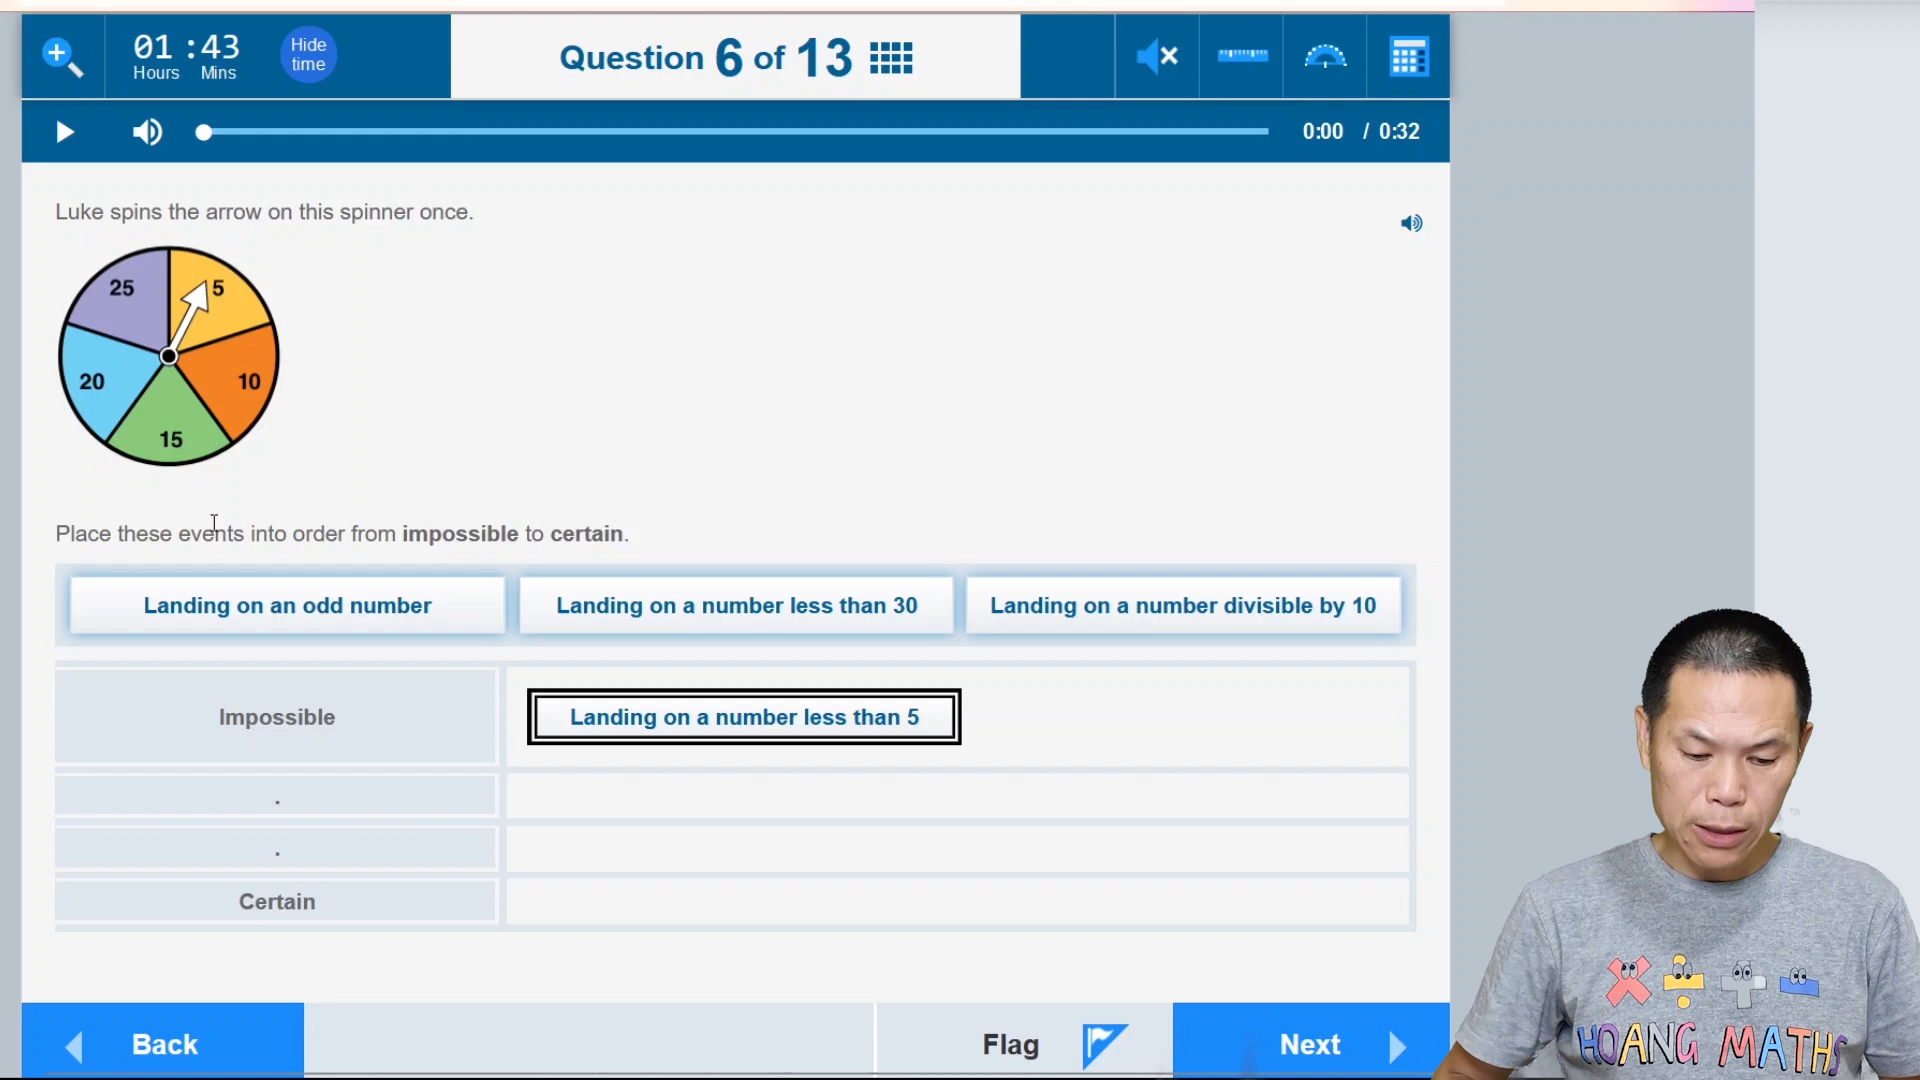 01 : 43
Hours Mins
Hide
time
Question 6 of 13
0:00 / 0:32
Luke spins the arrow on this spinner once.
25
5
20
10
15
Place these events into order from impossible to certain.
Landing on an odd number
Landing on a number less than 30
Landing on a number divisible by 10
Impossible
Landing on a number less than 5
.
.
Certain
Back
Flag
Next
HOANG MATHS